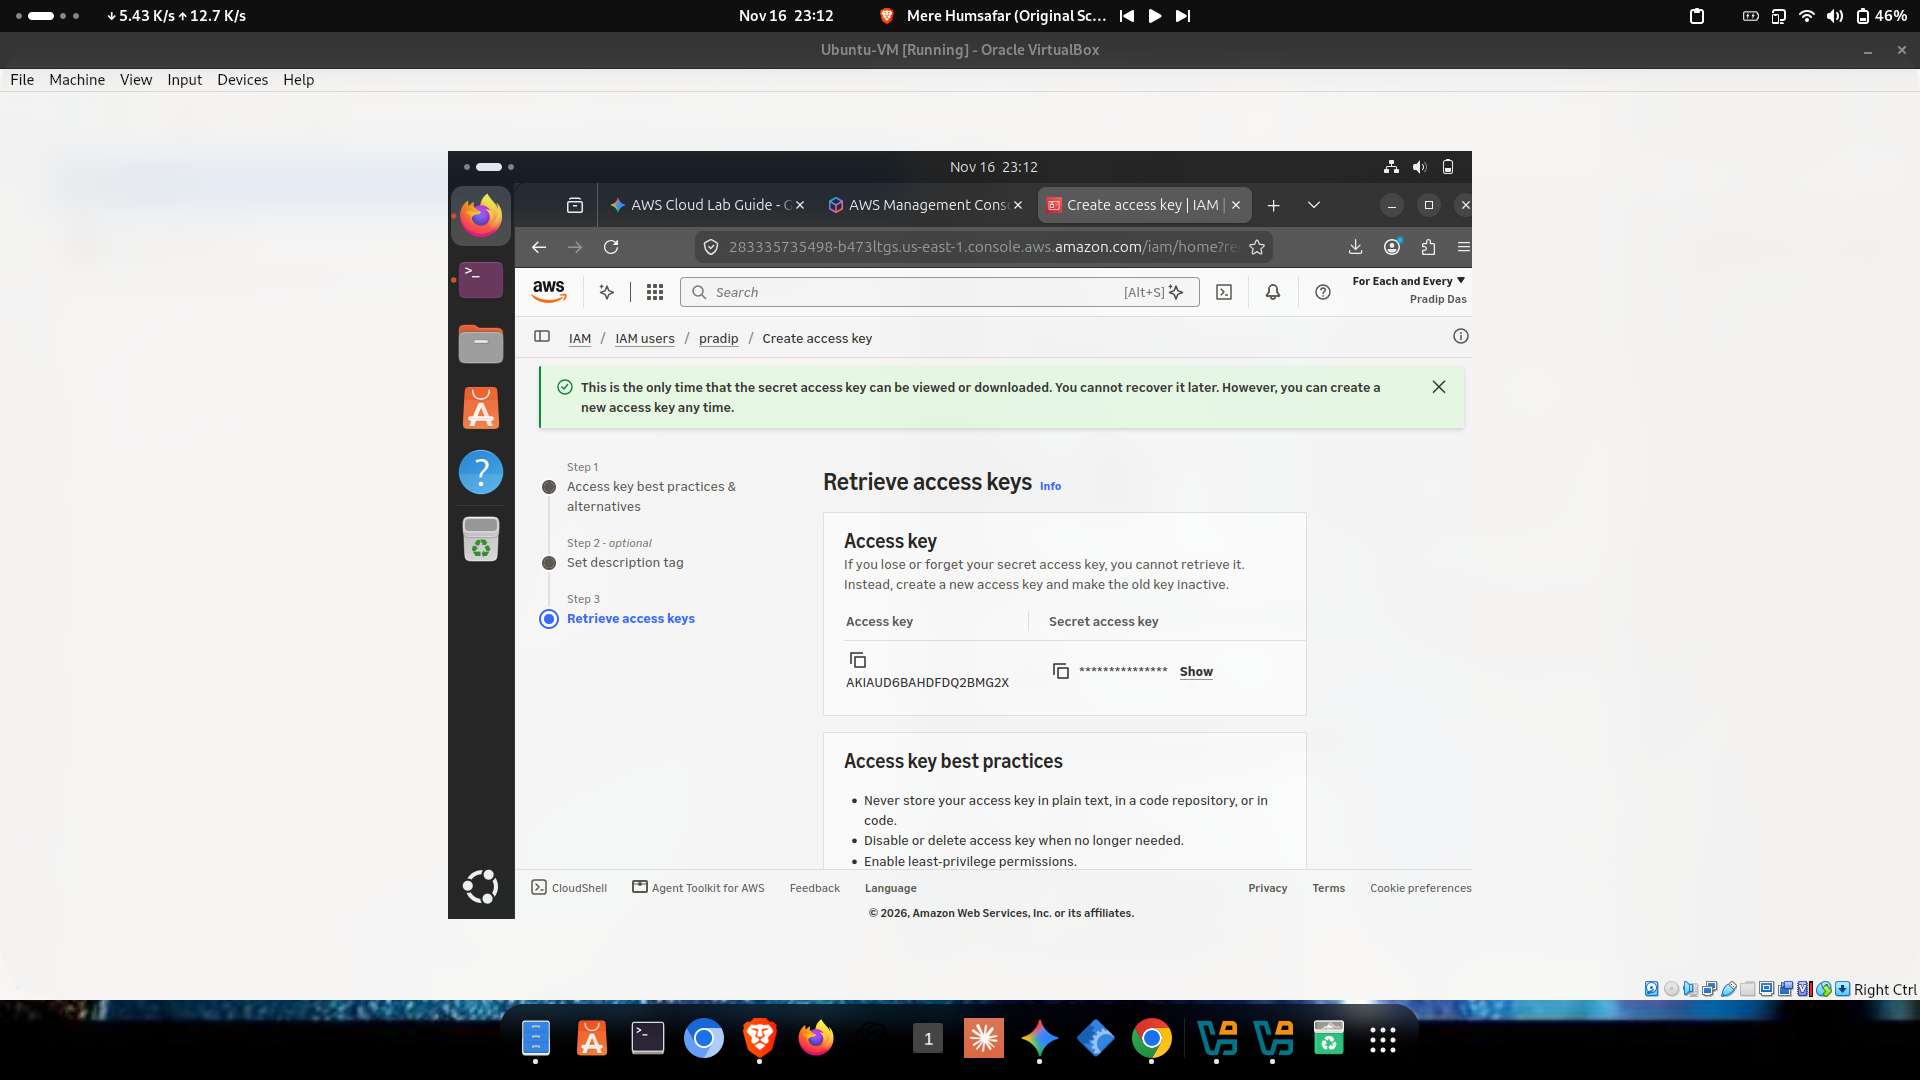 5.43 K/s 12.7 K/s
Nov 16 23:12
Mere Humsafar (Original Sc...
46%
Ubuntu-VM [Running] - Oracle VirtualBox
File Machine View Input Devices Help
Nov 16 23:12
AWS Cloud Lab Guide - G
AWS Management Conso
Create access key | IAM |
283335735498-b473ltgs.us-east-1.console.aws.amazon.com/iam/home?re
aws
Search
[Alt+S]
For Each and Every
Pradip Das
IAM / IAM users / pradip / Create access key
This is the only time that the secret access key can be viewed or downloaded. You cannot recover it later. However, you can create a
new access key any time.
Step 1
Access key best practices &
alternatives
Step 2 - optional
Set description tag
Step 3
Retrieve access keys
Retrieve access keys Info
Access key
If you lose or forget your secret access key, you cannot retrieve it.
Instead, create a new access key and make the old key inactive.
Access key
Secret access key
AKIAUD6BAHDFDQ2BMG2X
*************** Show
Access key best practices
• Never store your access key in plain text, in a code repository, or in
code.
• Disable or delete access key when no longer needed.
• Enable least-privilege permissions.
CloudShell Agent Toolkit for AWS Feedback Language
Privacy Terms Cookie preferences
© 2026, Amazon Web Services, Inc. or its affiliates.
Right Ctrl
1